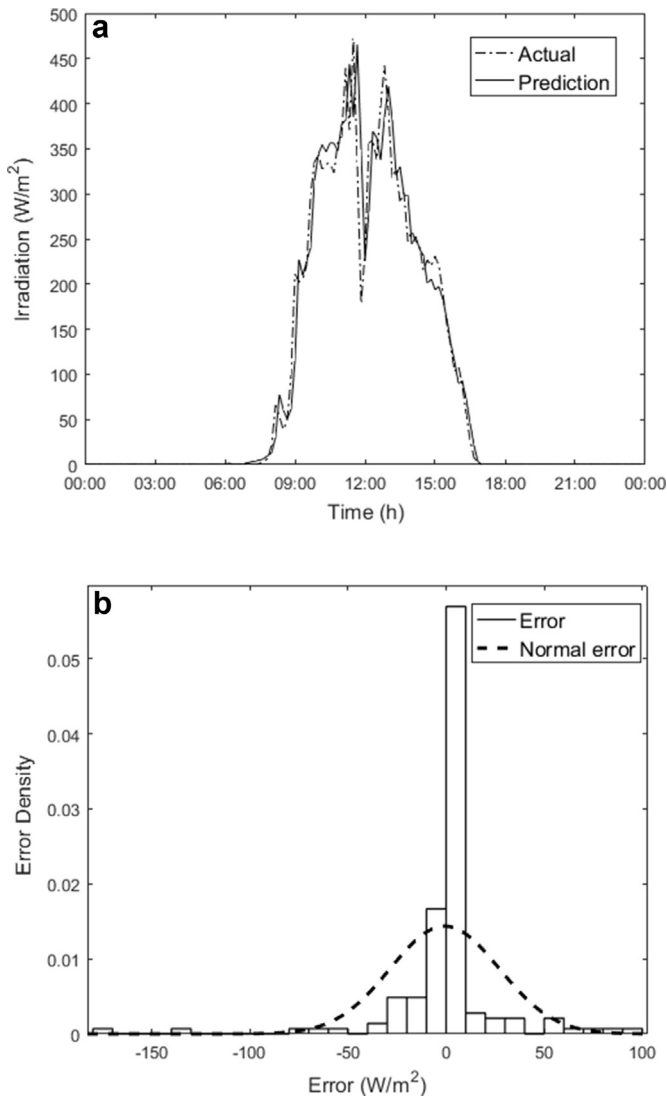 a
500
450
400
350
300
250
200
150
100
50
0
Irradiation (W/m²)
Actual
Prediction
00:00 03:00 06:00 09:00 12:00 15:00 18:00 21:00 00:00
Time (h)
b
0.05
0.04
0.03
0.02
0.01
0
Error Density
Error
Normal error
-150 -100 -50 0 50 100
Error (W/m²)